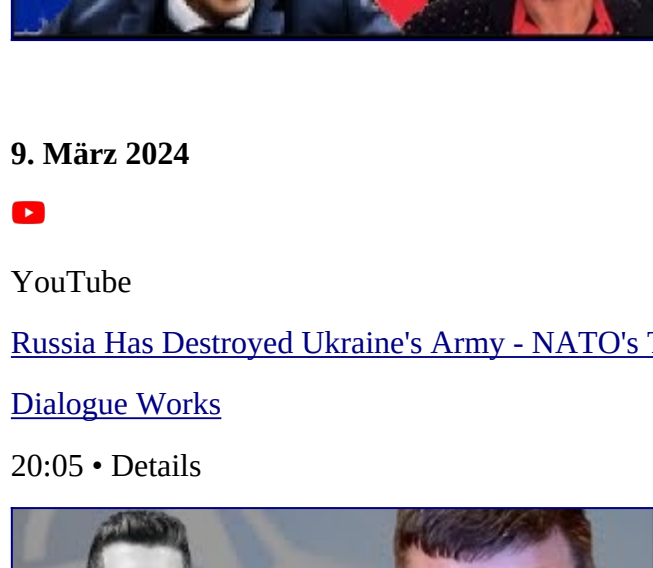 9. März 2024
YouTube
Russia Has Destroyed Ukraine's Army - NATO's
Dialogue Works
20:05 • Details